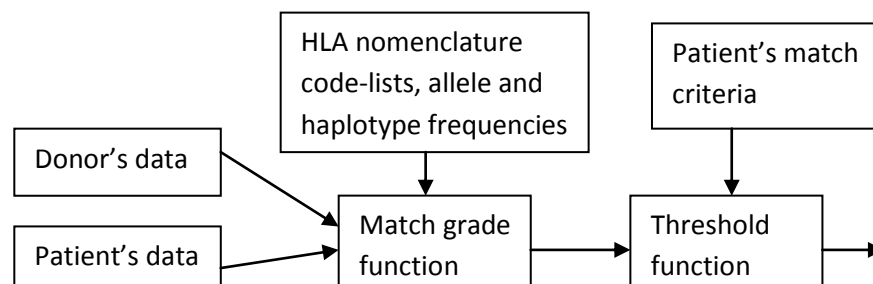 HLA nomenclature
code-lists, allele and
haplotype frequencies
Patient’s match
criteria
Donor’s data
Patient’s data
Match grade
function
Threshold
function